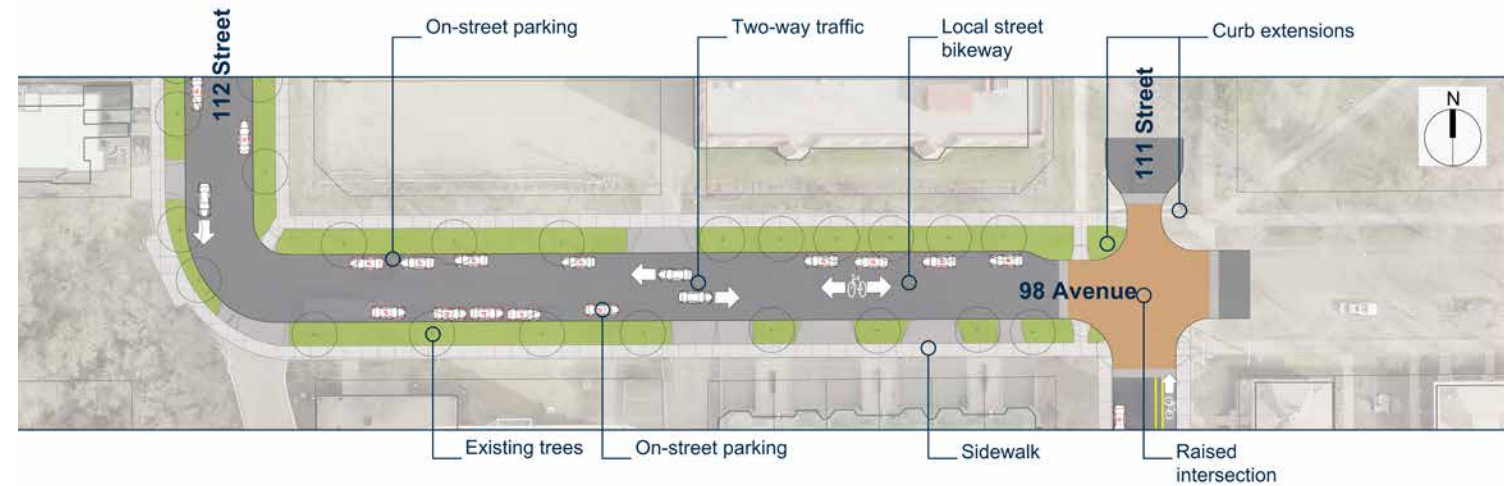 On-street parking
Two-way traffic
Local street
bikeway
Curb extensions
112 Street
111 Street
N
98 Avenue
Existing trees
On-street parking
Sidewalk
Raised
intersection